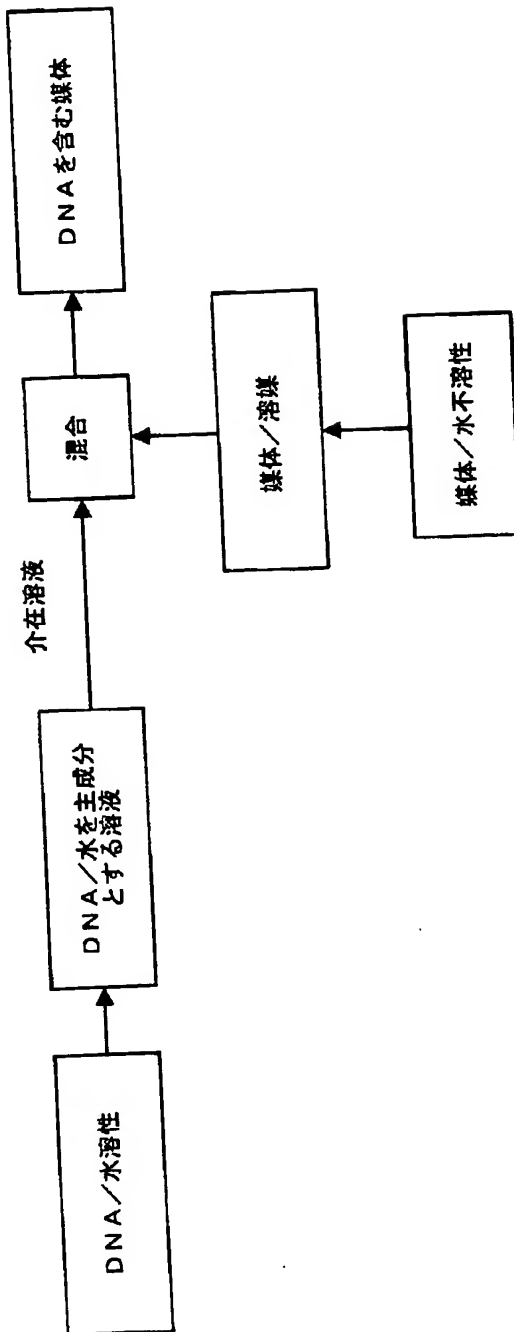 DNA/水溶性
DNA/水を主成分
とする溶液
介在溶液
混合
DNAを含む媒体
媒体/溶媒
媒体/水不溶性